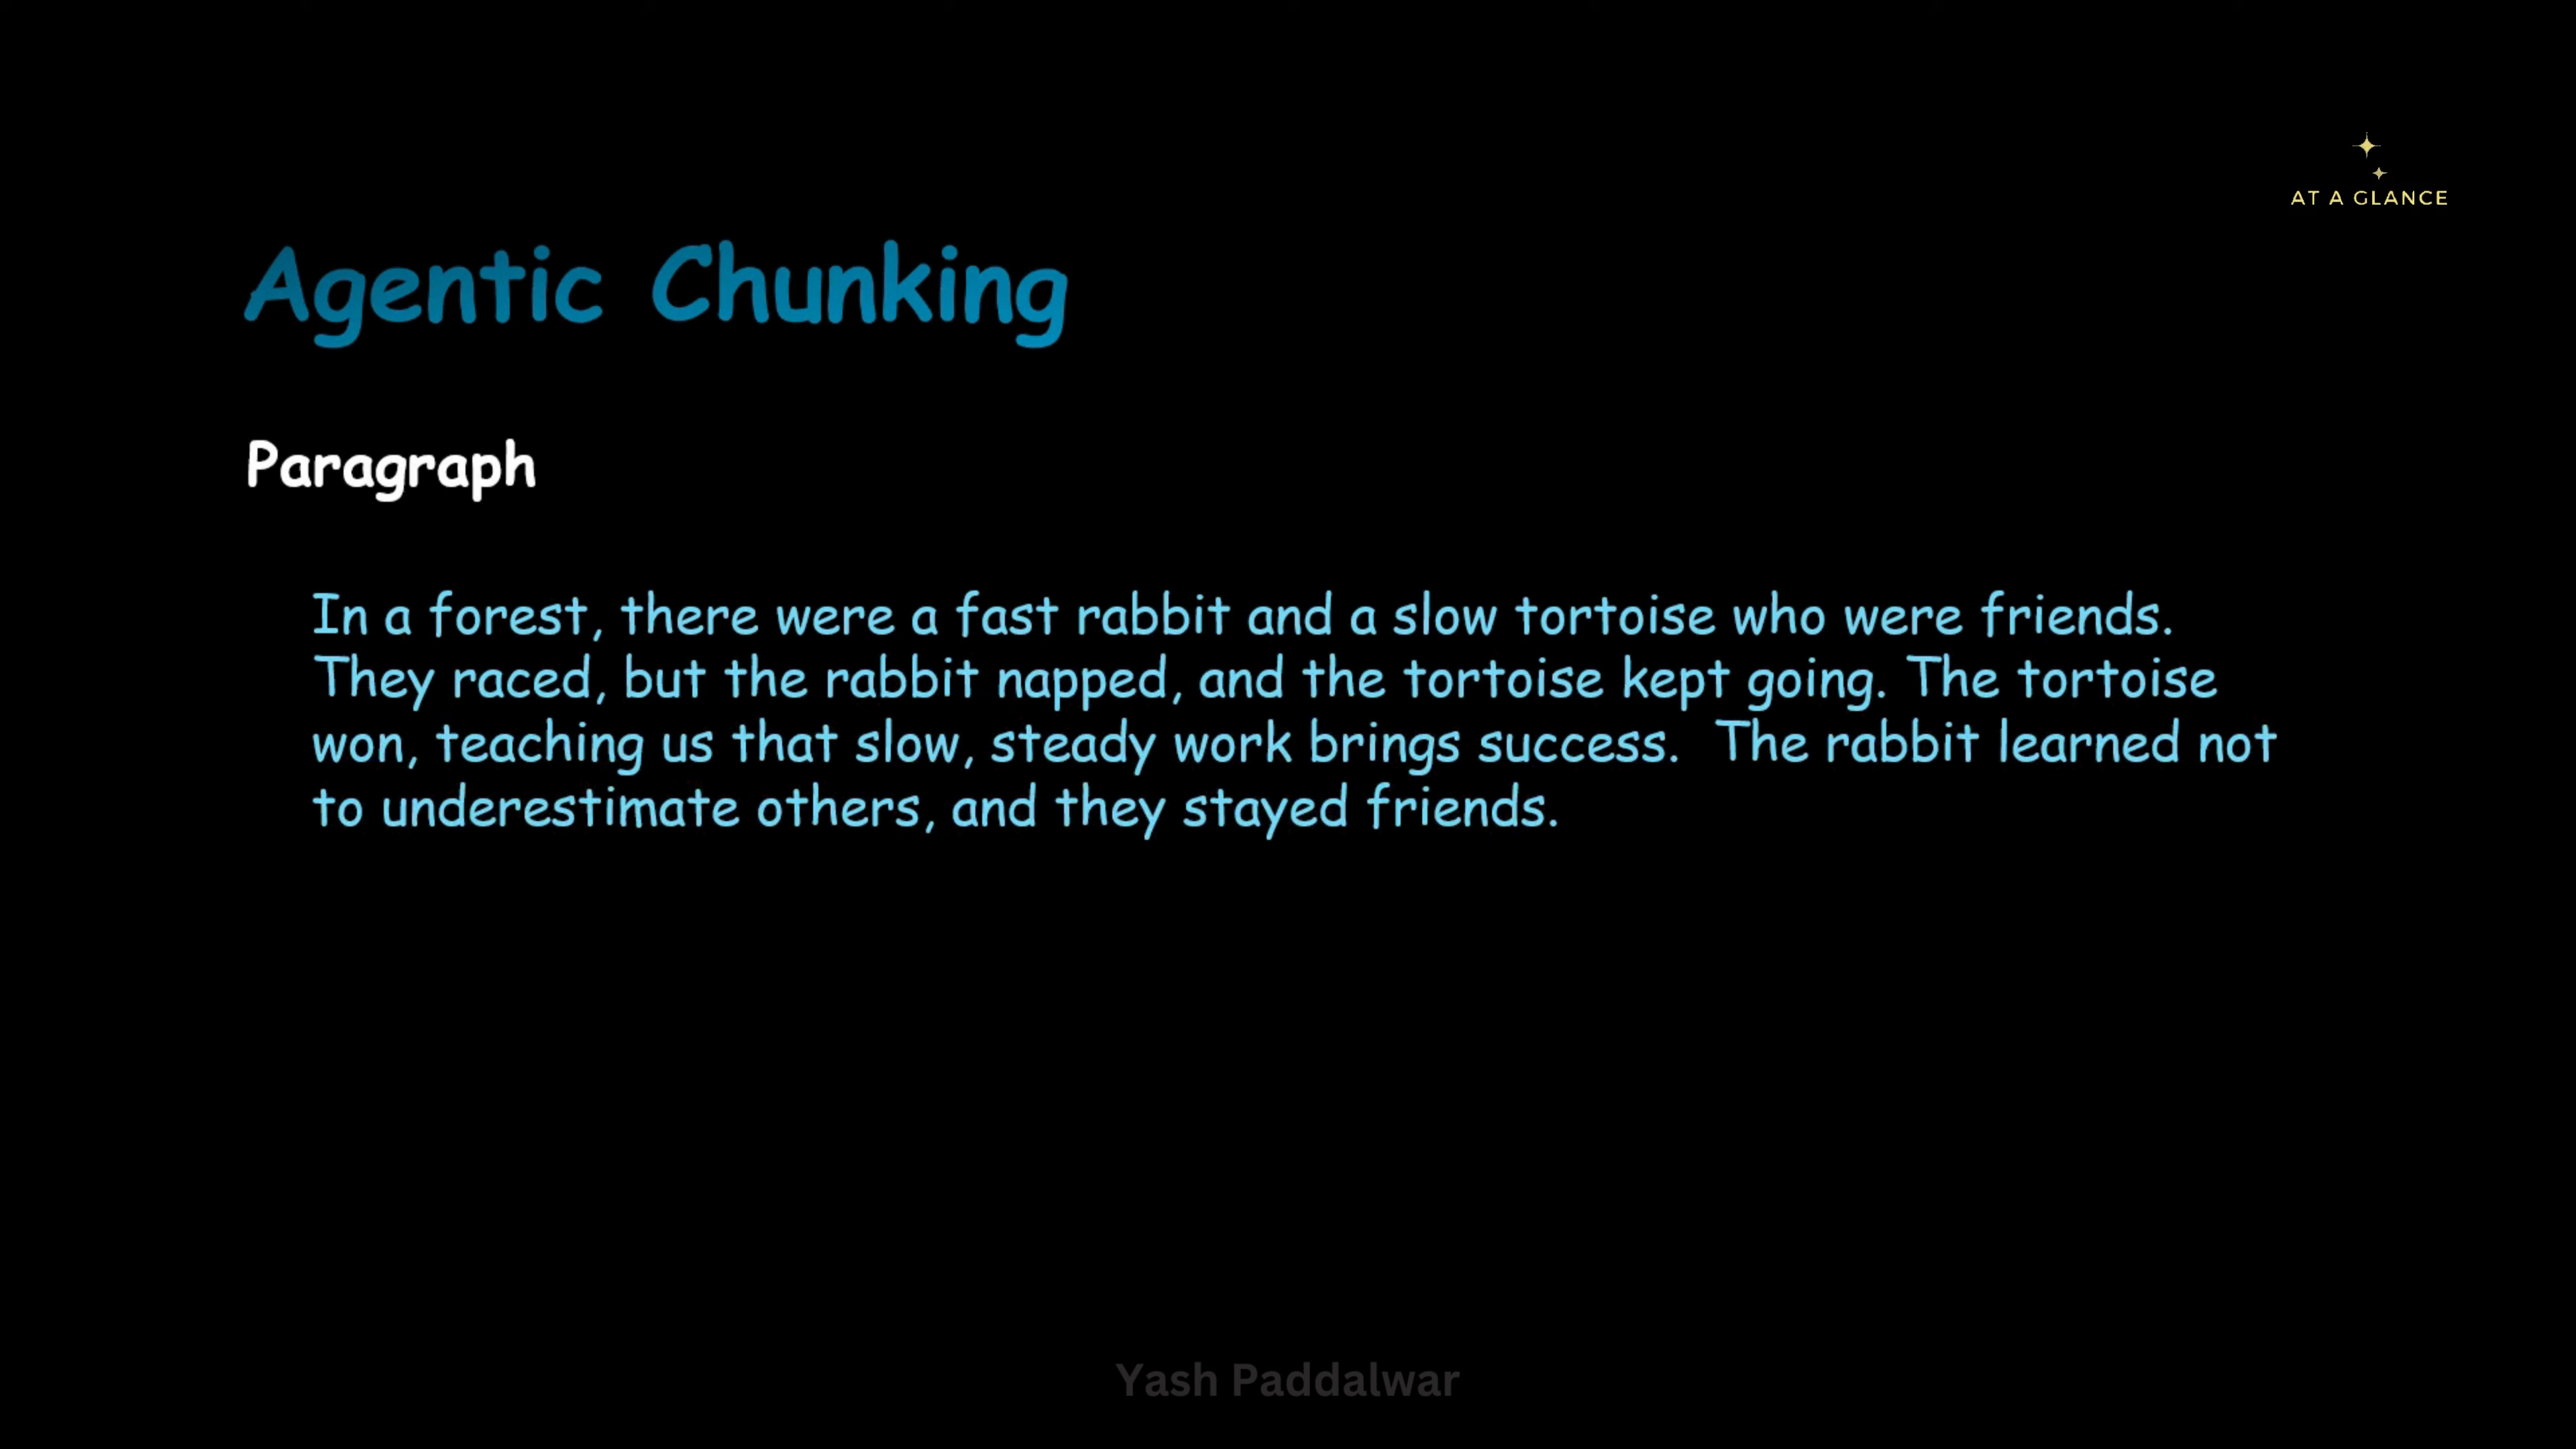 AT A GLANCE
Agentic Chunking
Paragraph
In a forest, there were a fast rabbit and a slow tortoise who were friends.
They raced, but the rabbit napped, and the tortoise kept going. The tortoise
won, teaching us that slow, steady work brings success.  The rabbit learned not
to underestimate others, and they stayed friends.
Yash Paddalwar